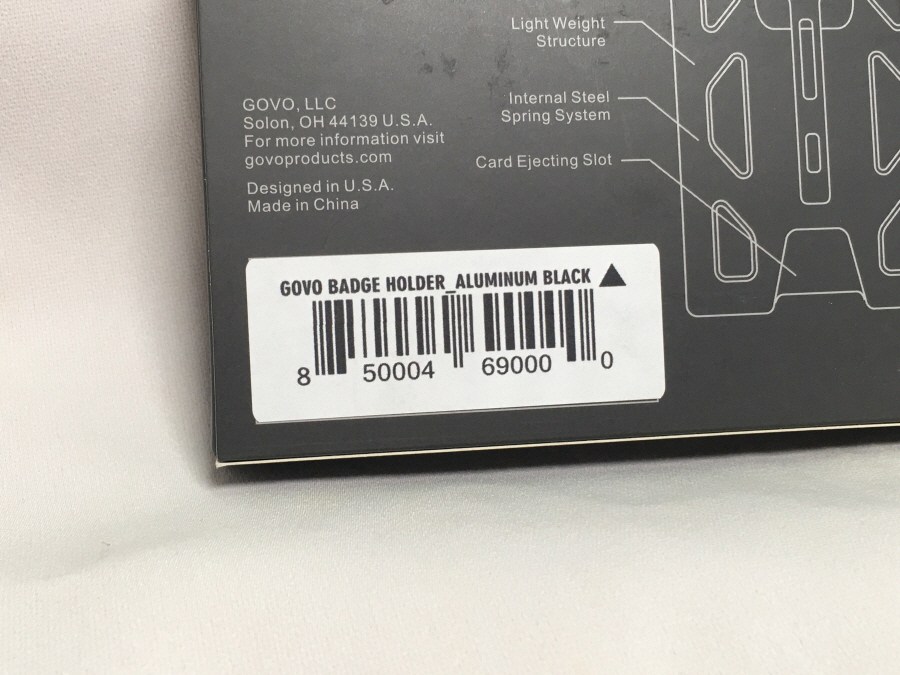 Light Weight
Structure
Internal Steel
Spring System
Card Ejecting Slot
GOVO, LLC
Solon, OH 44139 U.S.A.
For more information visit
govoproducts.com
Designed in U.S.A.
Made in China
GOVO BADGE HOLDER_ALUMINUM BLACK
8 50004 69000 0